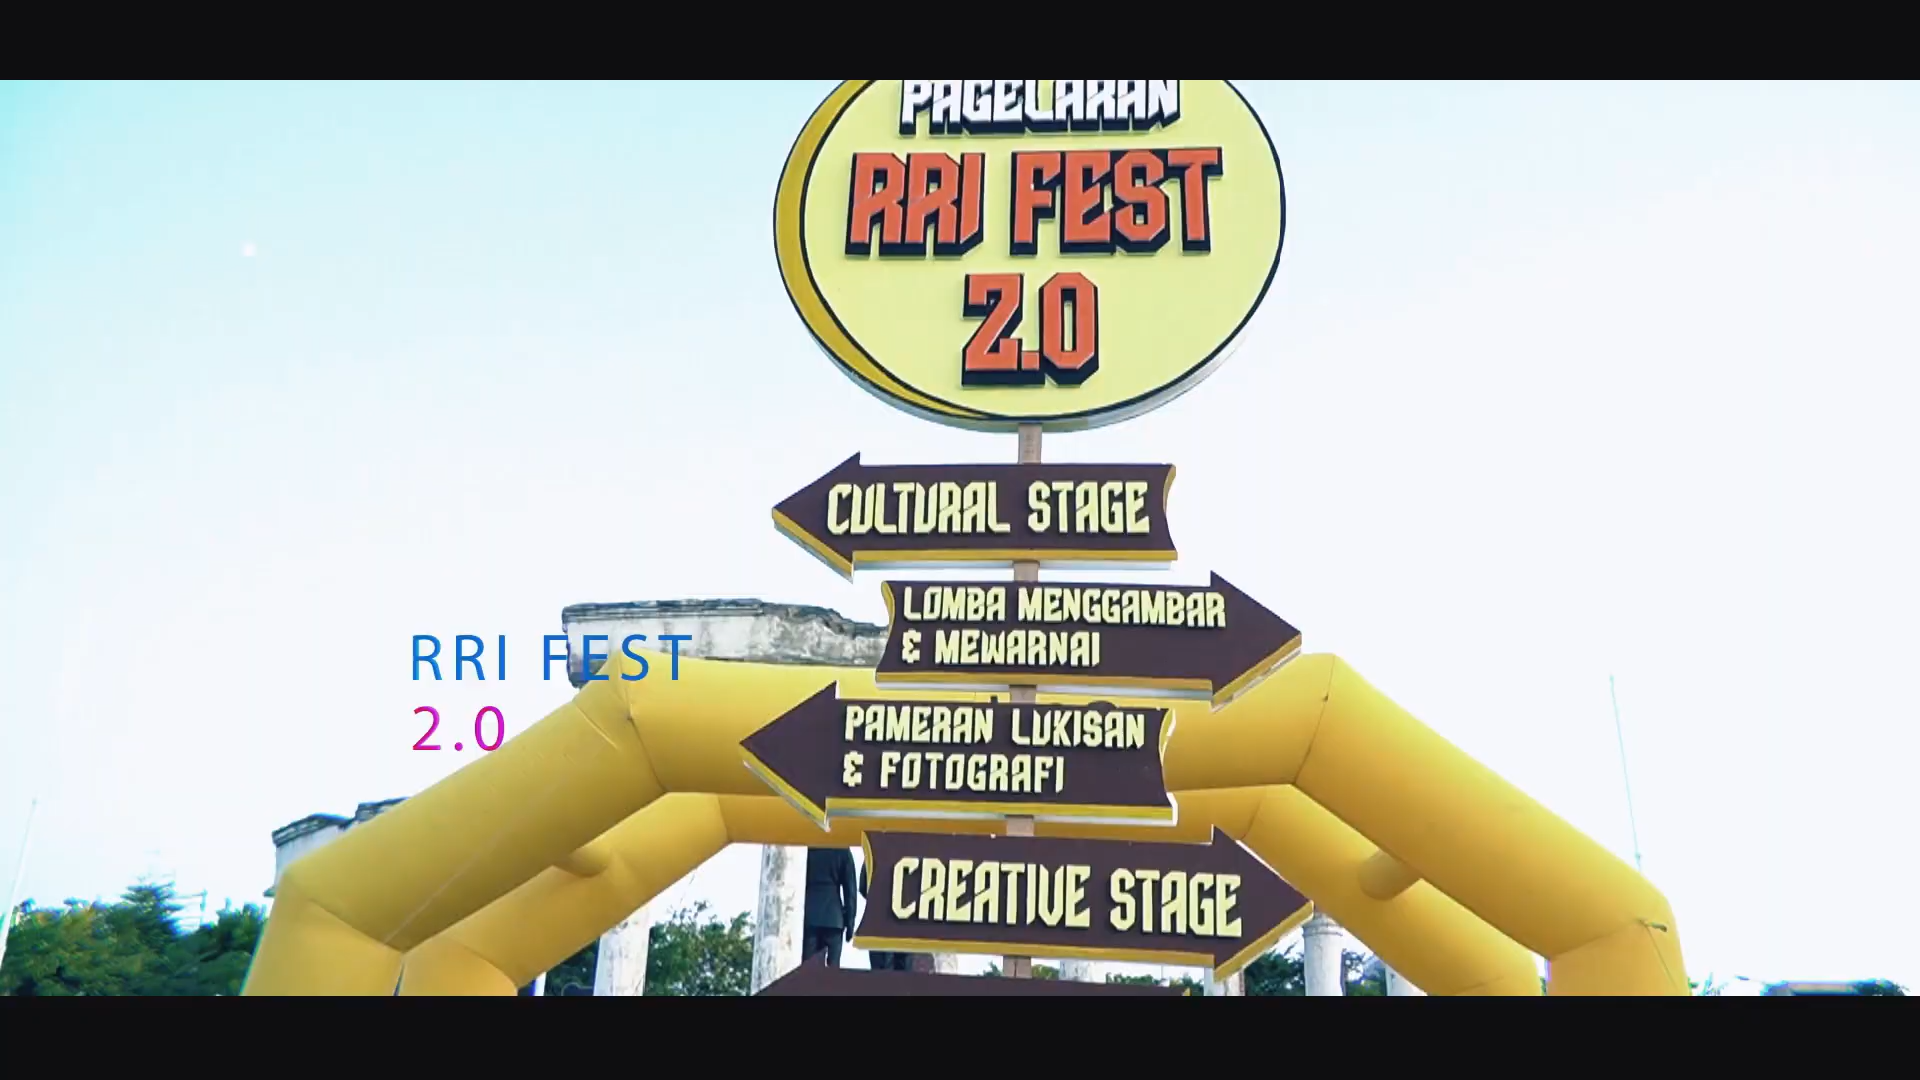 PAGELARAN
RRI FEST
2.0
CULTURAL STAGE
LOMBA MENGGAMBAR
& MEWARNAI
RRI FEST
2.0
PAMERAN LUKISAN
& FOTOGRAFI
CREATIVE STAGE